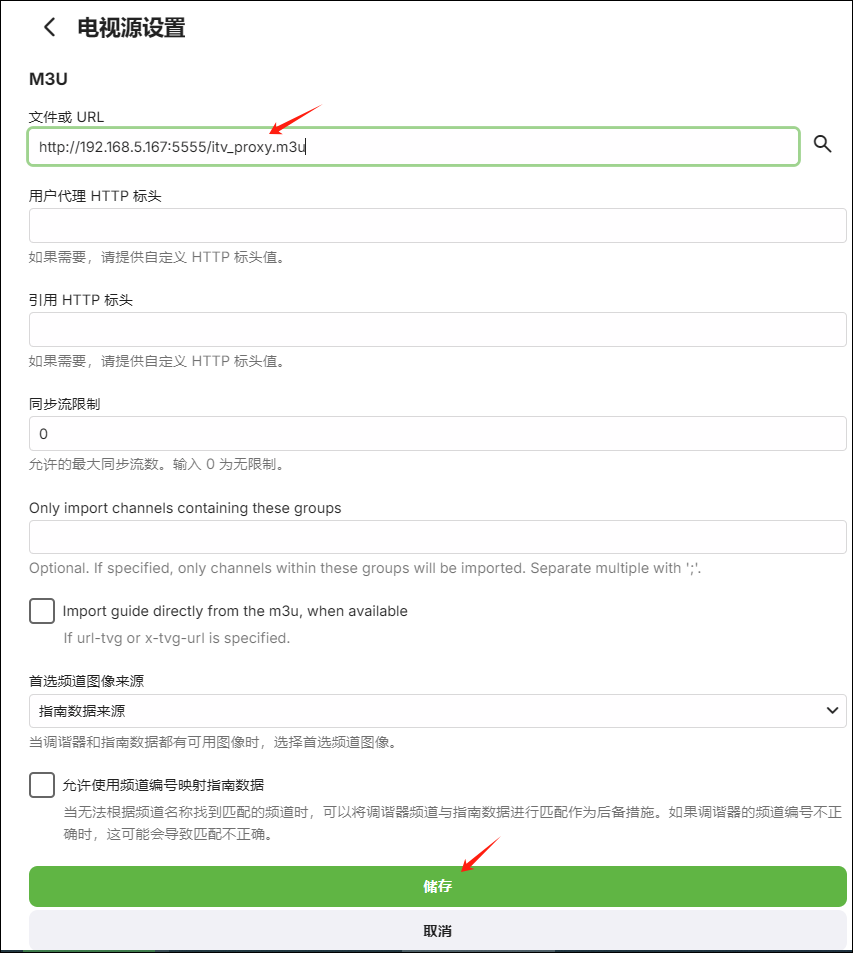 电视源设置
M3U
文件或 URL
http://192.168.5.167:5555/itv_proxy.m3u
用户代理 HTTP 标头
如果需要，请提供自定义 HTTP 标头值。
引用 HTTP 标头
如果需要，请提供自定义 HTTP 标头值。
同步流限制
0
允许的最大同步流数。输入 0 为无限制。
Only import channels containing these groups
Optional. If specified, only channels within these groups will be imported. Separate multiple with ';'.
Import guide directly from the m3u, when available
If url-tvg or x-tvg-url is specified.
首选频道图像来源
指南数据来源
当调谐器和指南数据都有可用图像时，选择首选频道图像。
允许使用频道编号映射指南数据
当无法根据频道名称找到匹配的频道时，可以将调谐器频道与指南数据进行匹配作为后备措施。如果调谐器的频道编号不正
确时，这可能会导致匹配不正确。
储存
取消